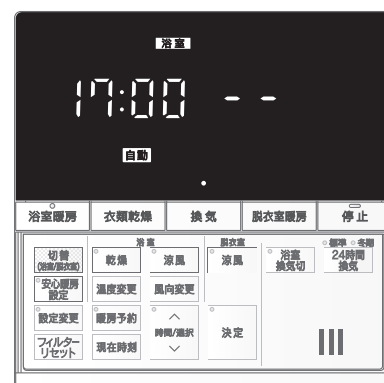 浴室
17:00 - -
自動
浴室暖房 衣類乾燥 換気 脱衣室暖房 停止
浴室 脱衣室 標準 冬期
切替
(浴室/脱衣室)
乾燥 涼風 涼風
浴室
換気切
24時間
換気
安心暖房
設定
温度変更 風向変更
設定変更 暖房予約
時間/選択
決定
フィルター
リセット
現在時刻